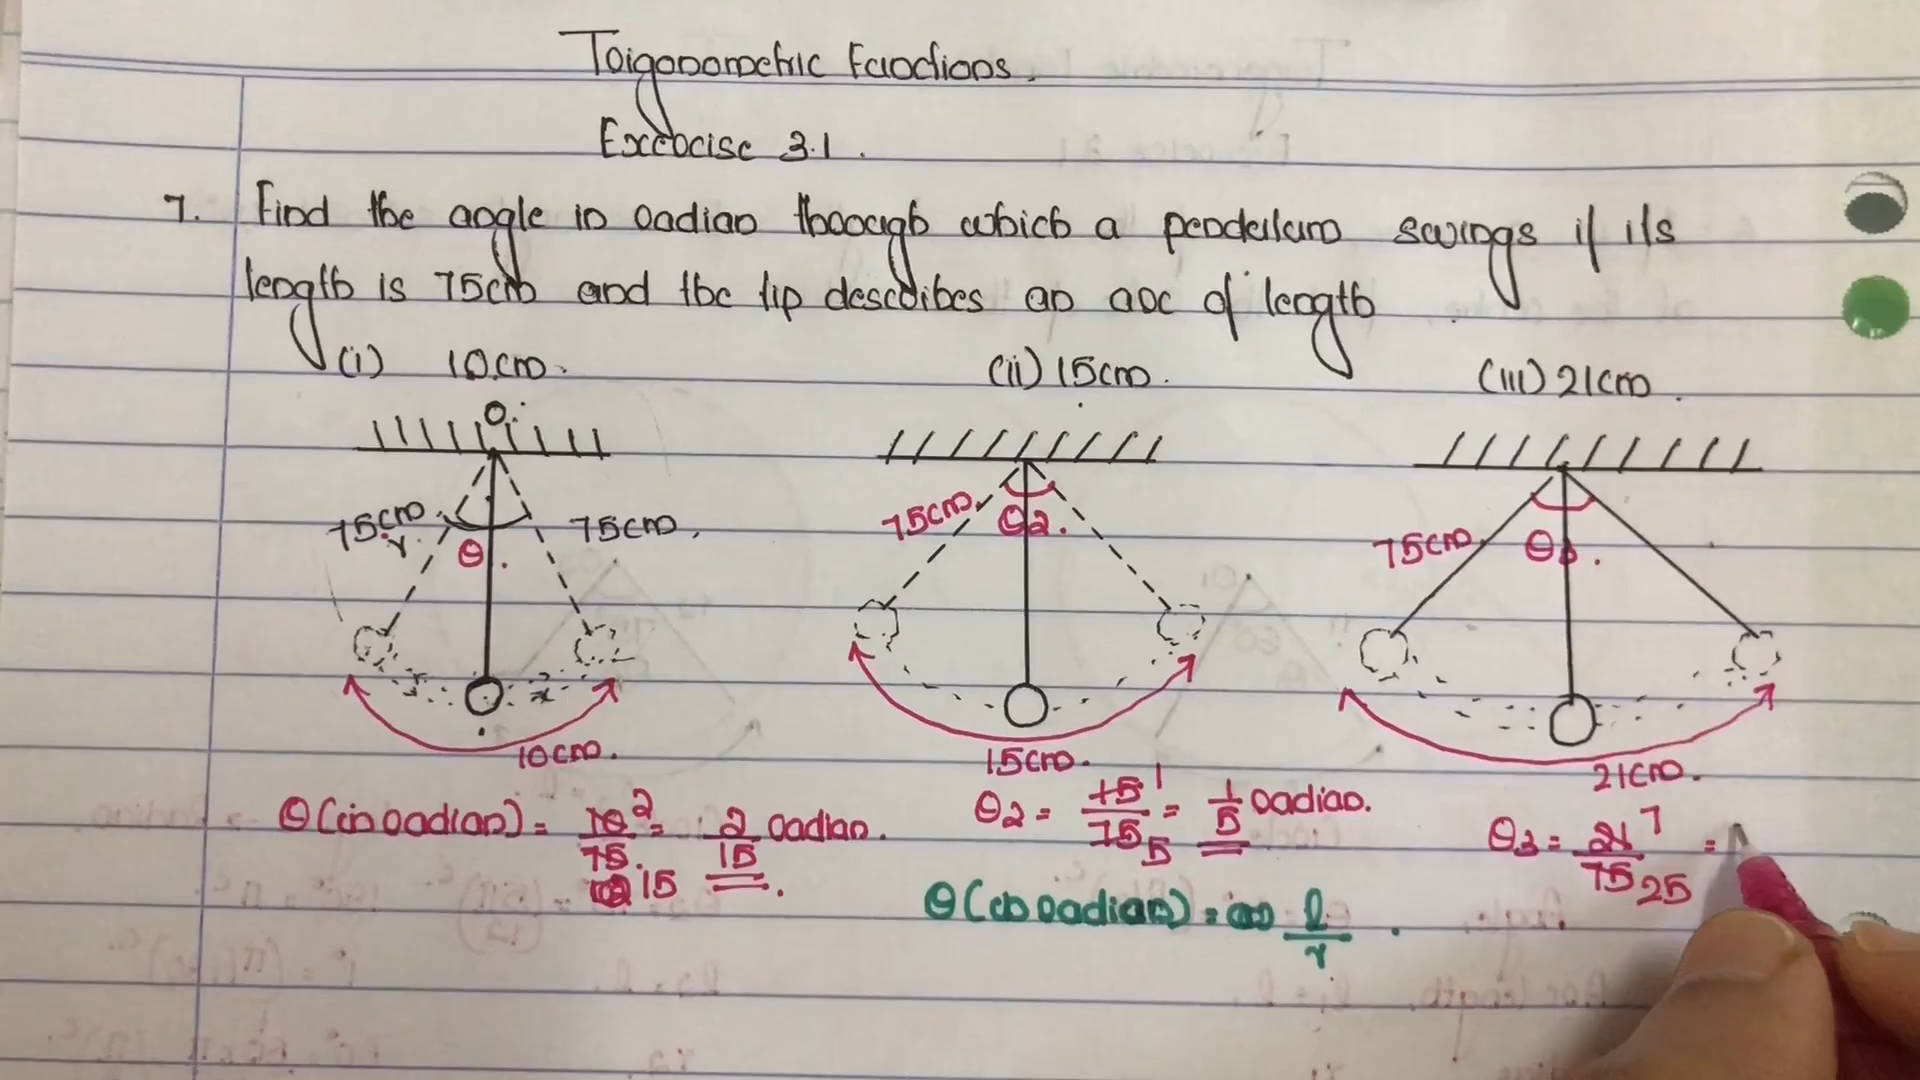 Trigonometric Functions.
Exercise 3.1.
7. Find the angle in radian through which a pendulum swings if its
length is 75cm and the tip describes an arc of length
(i) 10cm. (ii) 15cm. (iii) 21cm.
O
75cm. r 75cm. 75cm. 75cm.
θ. θ2. θ3.
10cm. 15cm. 21cm.
θ(in radian) = 10 2 / 75. 15 = 2/15 radian.
θ2 = 15 1 / 75 5 = 1/5 radian.
θ3 = 21 7 / 75 25 =
θ(in radian) = l/r.